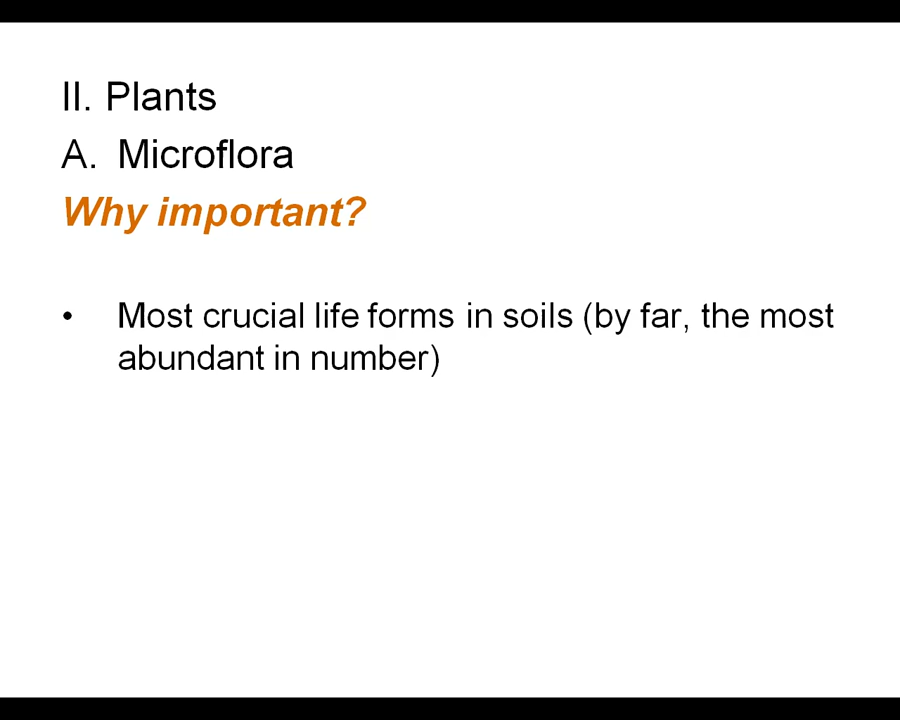 II. Plants
A. Microflora
Why important?
• Most crucial life forms in soils (by far, the most
abundant in number)